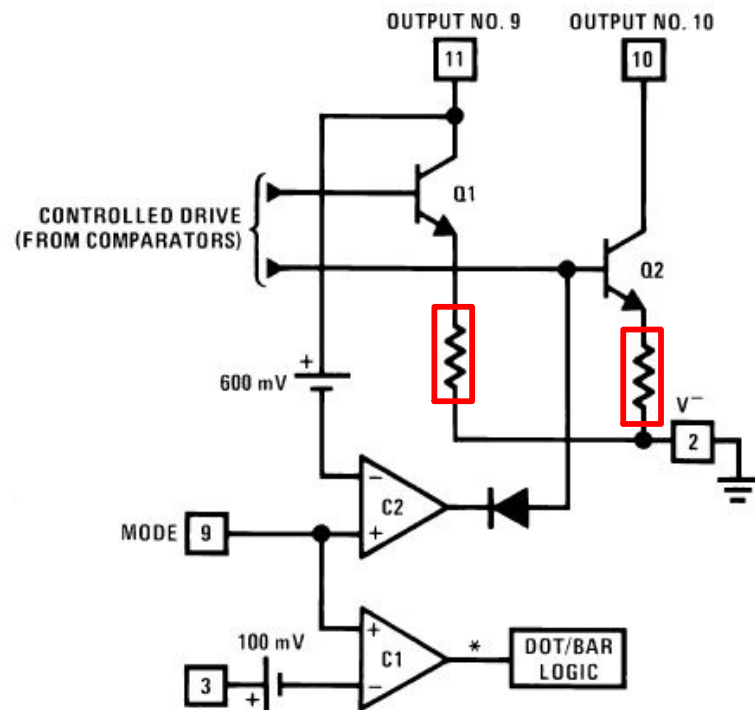 OUTPUT NO. 9
OUTPUT NO. 10
11
10
Q1
CONTROLLED DRIVE
(FROM COMPARATORS)
Q2
+
600 mV
V−
2
−
C2
+
MODE
9
+
C1
−
100 mV
*
DOT/BAR
LOGIC
3
+